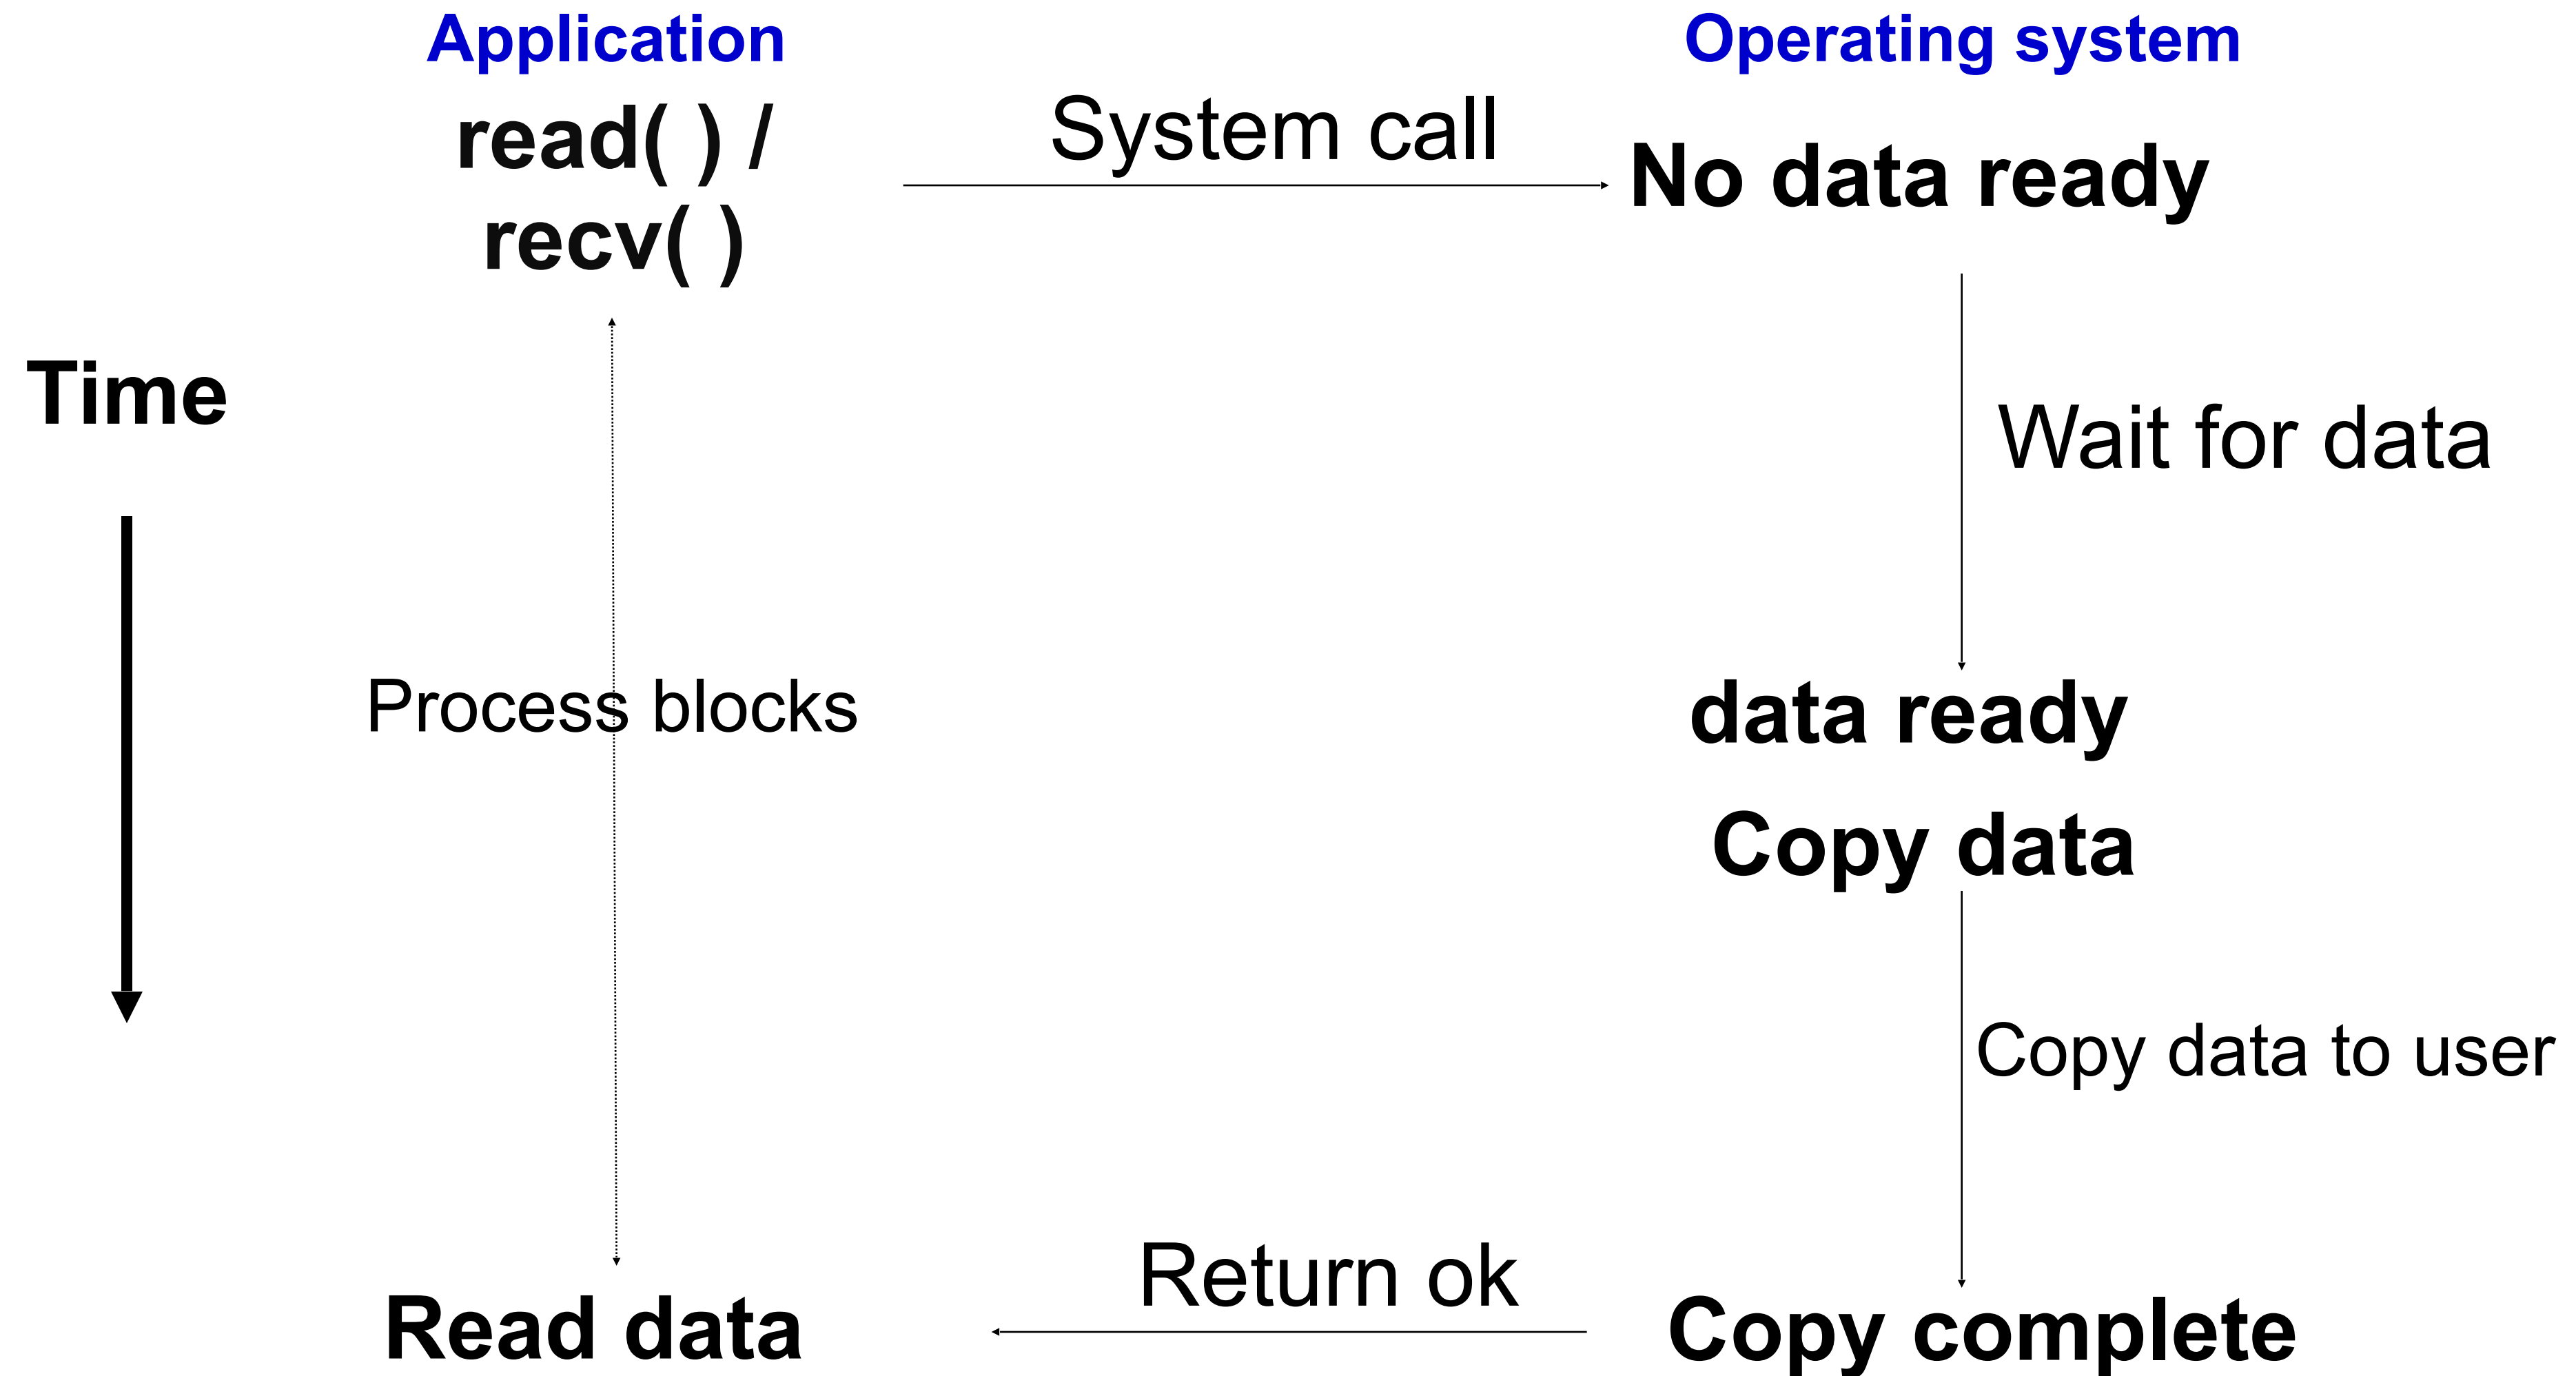 Application
Operating system
read( ) /
recv( )
System call
No data ready
Time
Wait for data
Process blocks
data ready
Copy data
Copy data to user
Return ok
Read data
Copy complete